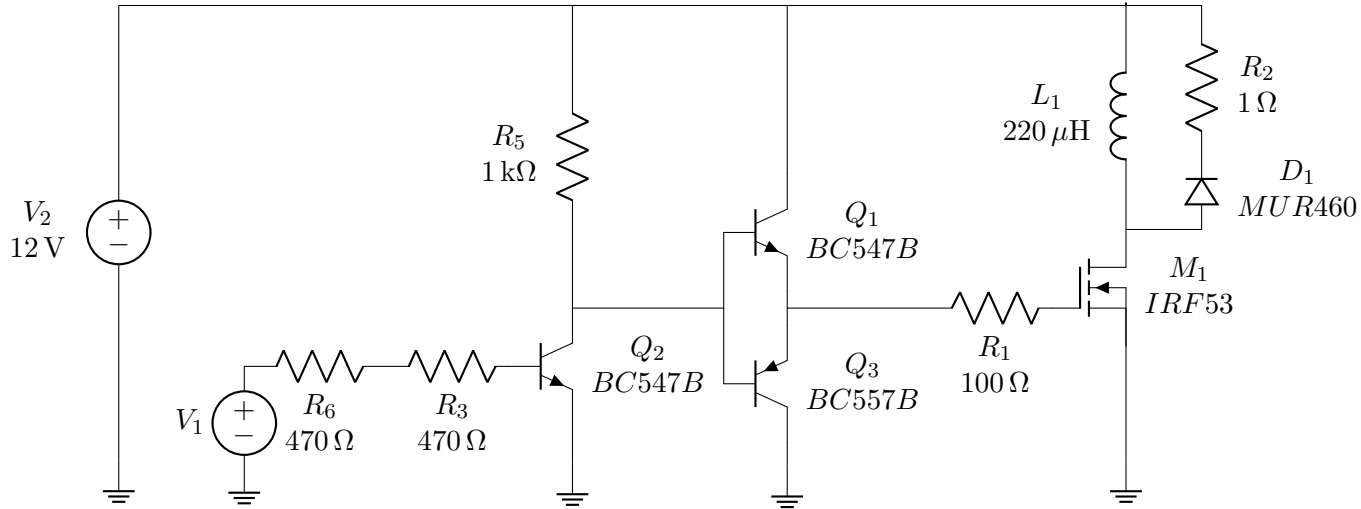 R5
1 kΩ
L1
220 μH
R2
1 Ω
D1
MUR460
V2
12 V
+
−
Q1
BC547B
M1
IRF53
R1
100 Ω
Q2
BC547B
Q3
BC557B
V1
+
−
R6
470 Ω
R3
470 Ω